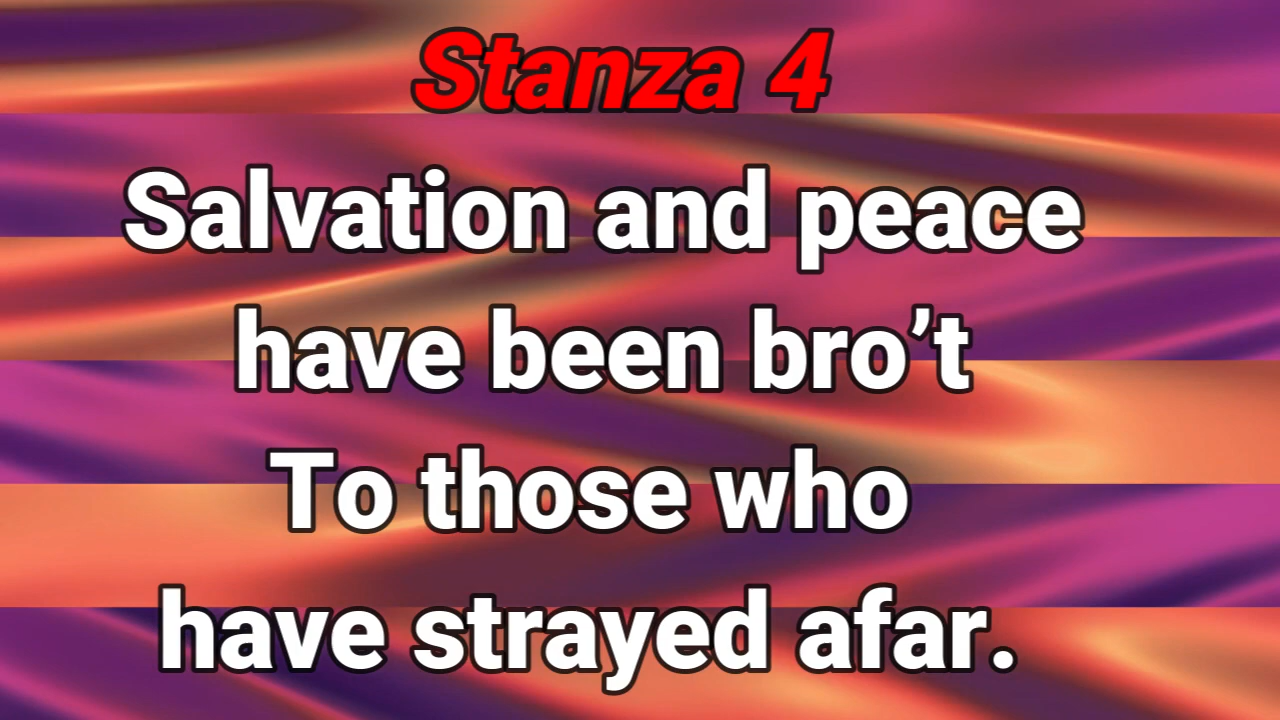 Stanza 4
Salvation and peace
have been bro’t
To those who
have strayed afar.